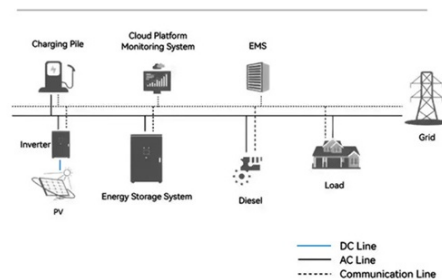 Charging Pile
Cloud Platform
Monitoring System
EMS
Grid
Inverter
PV
Energy Storage System
Diesel
Load
DC Line
AC Line
Communication Line